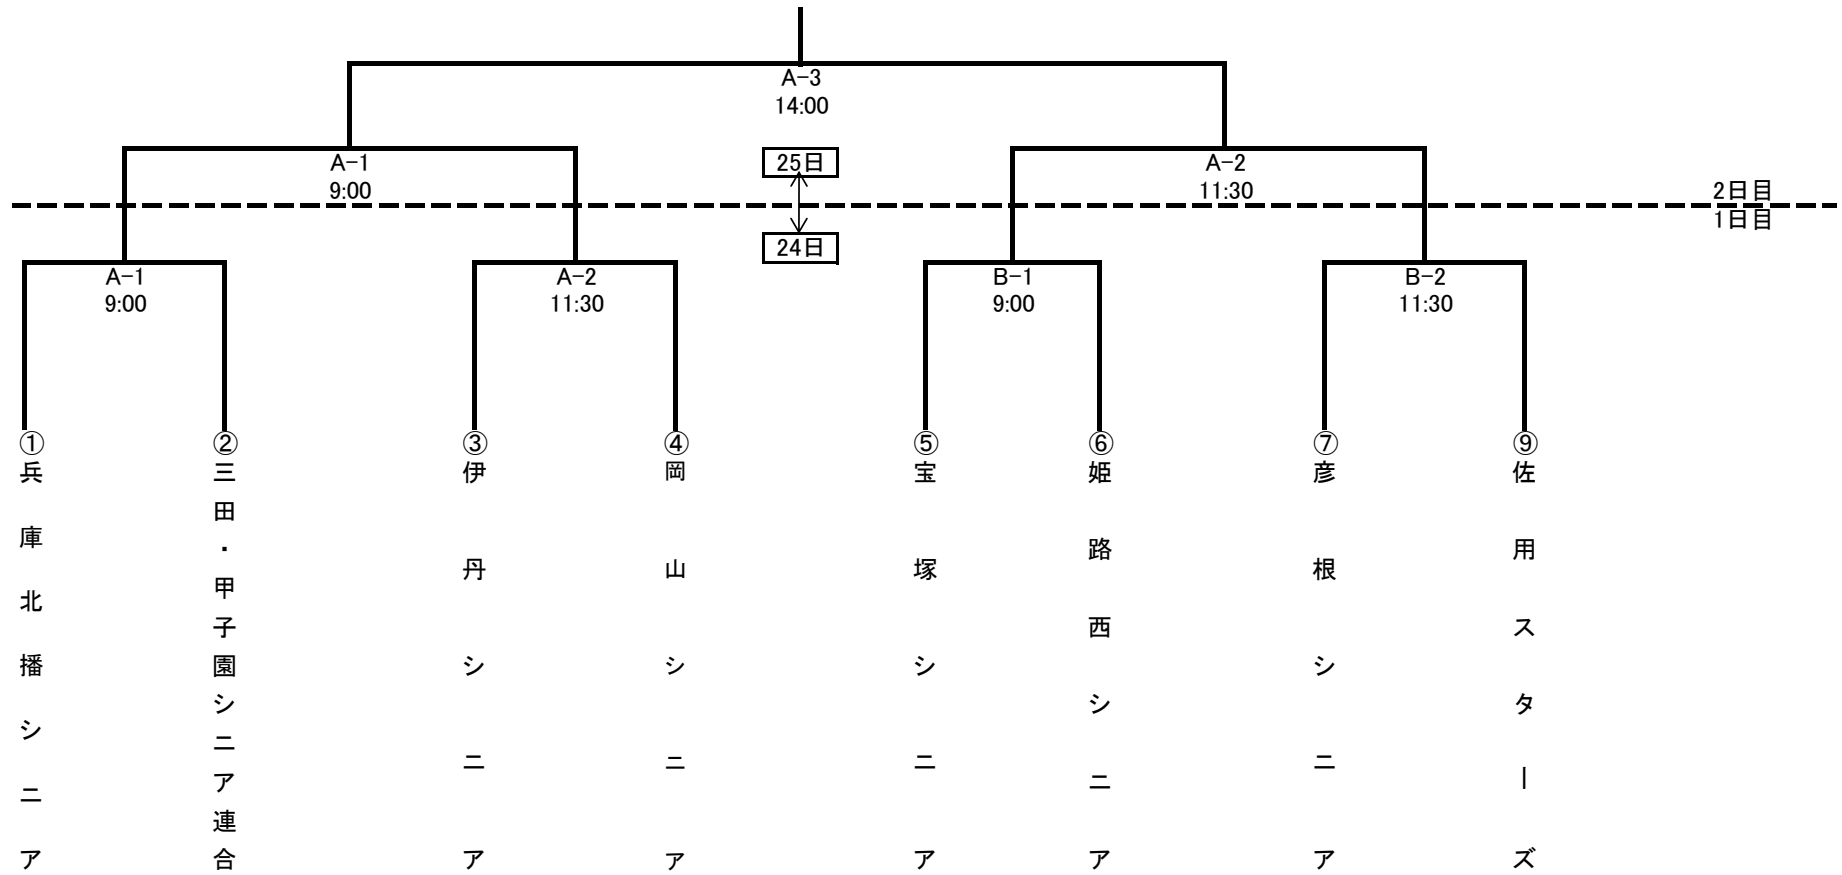 A-3
14:00
A-1
9:00
25日
A-2
11:30
2日目
1日目
24日
A-1
9:00
A-2
11:30
B-1
9:00
B-2
11:30
①兵庫北播シニア
②三田・甲子園シニア連合
③伊丹シニア
④岡山シニア
⑤宝塚シニア
⑥姫路西シニア
⑦彦根シニア
⑨佐用スターズ